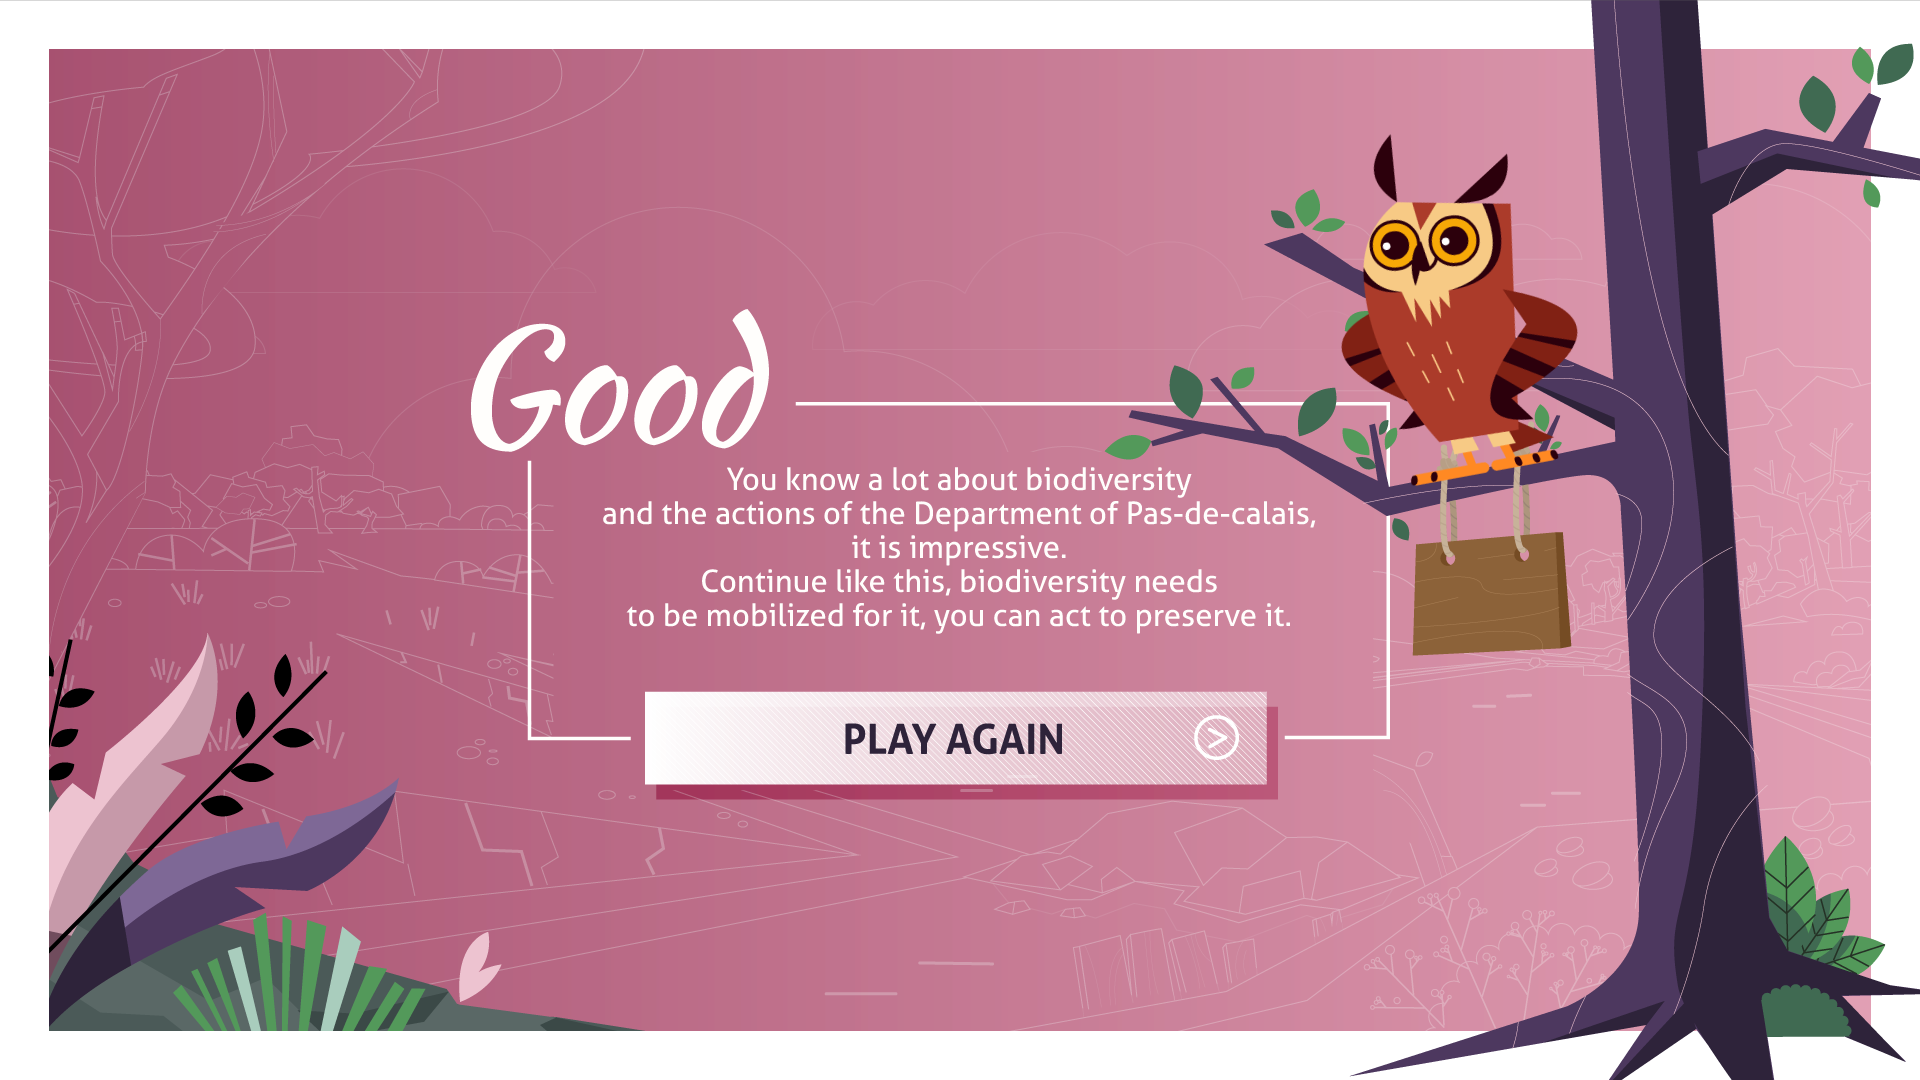 Good
You know a lot about biodiversity
and the actions of the Department of Pas-de-calais,
it is impressive.
Continue like this, biodiversity needs
to be mobilized for it, you can act to preserve it.
PLAY AGAIN